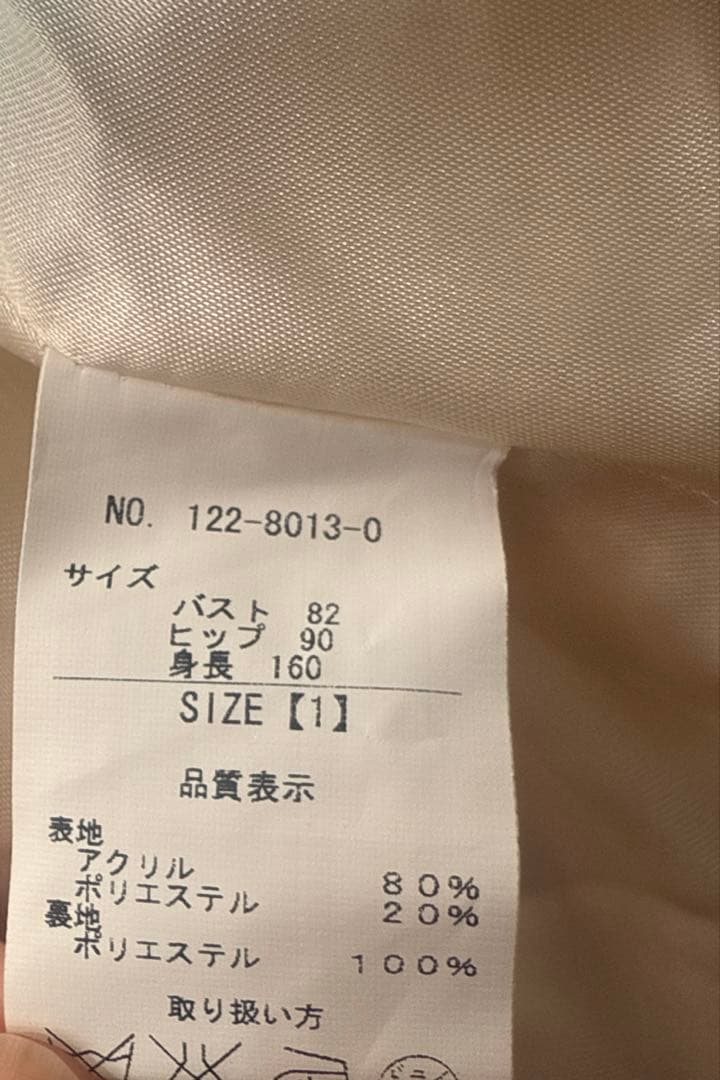 NO. 122-8013-0
サイズ
バスト 82
ヒップ 90
身長 160
SIZE【1】
品質表示
表地
アクリル 80%
ポリエステル 20%
裏地
ポリエステル 100%
取り扱い方